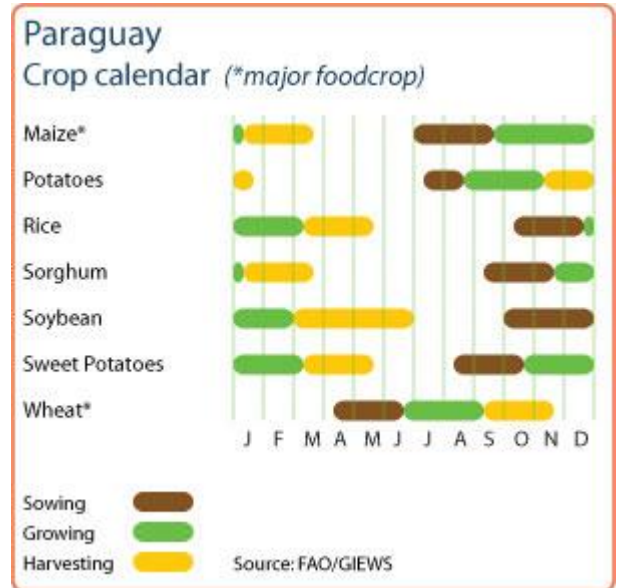 Paraguay
Crop calendar (*major foodcrop)
Maize*
Potatoes
Rice
Sorghum
Soybean
Sweet Potatoes
Wheat*
J F M A M J J A S O N D
Sowing
Growing
Harvesting Source: FAO/GIEWS